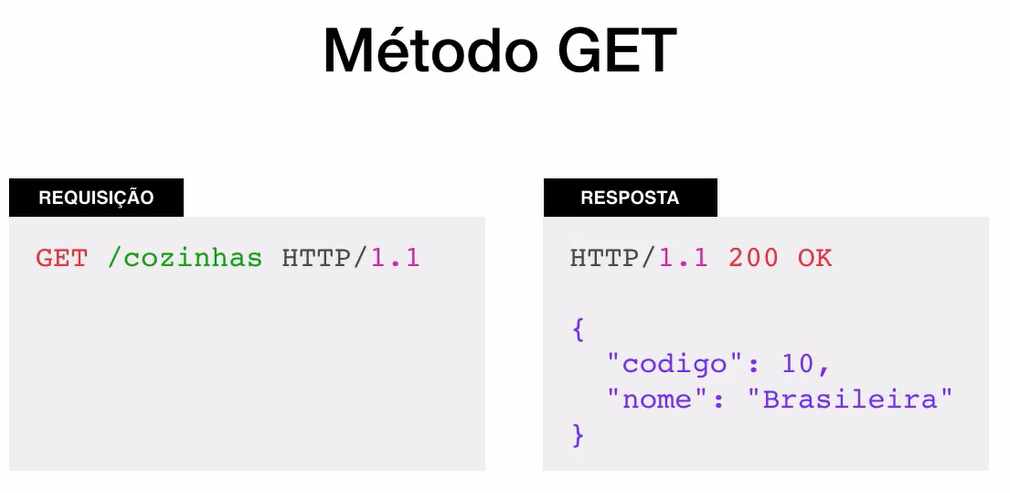 Método GET
REQUISIÇÃO
GET /cozinhas HTTP/1.1
RESPOSTA
HTTP/1.1 200 OK
{
"codigo": 10,
"nome": "Brasileira"
}